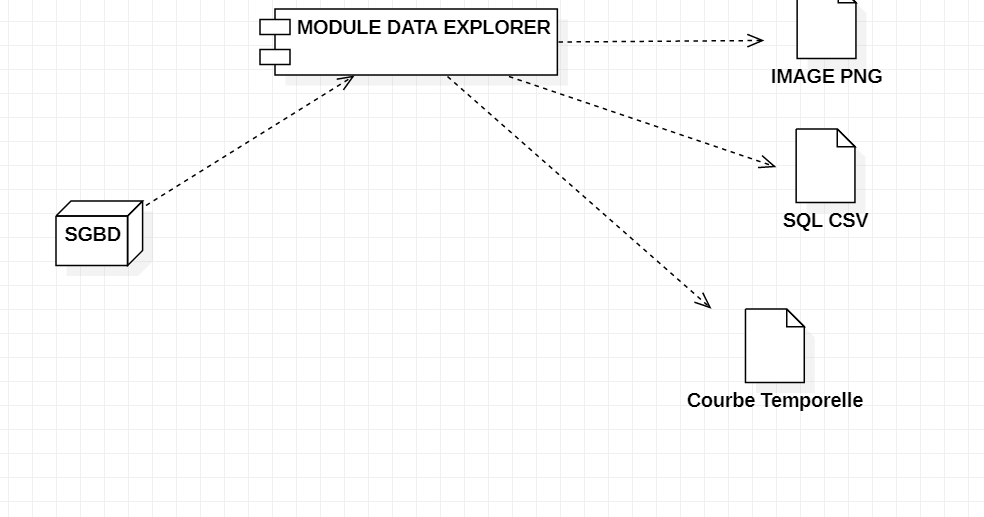 MODULE DATA EXPLORER
IMAGE PNG
SQL CSV
SGBD
Courbe Temporelle